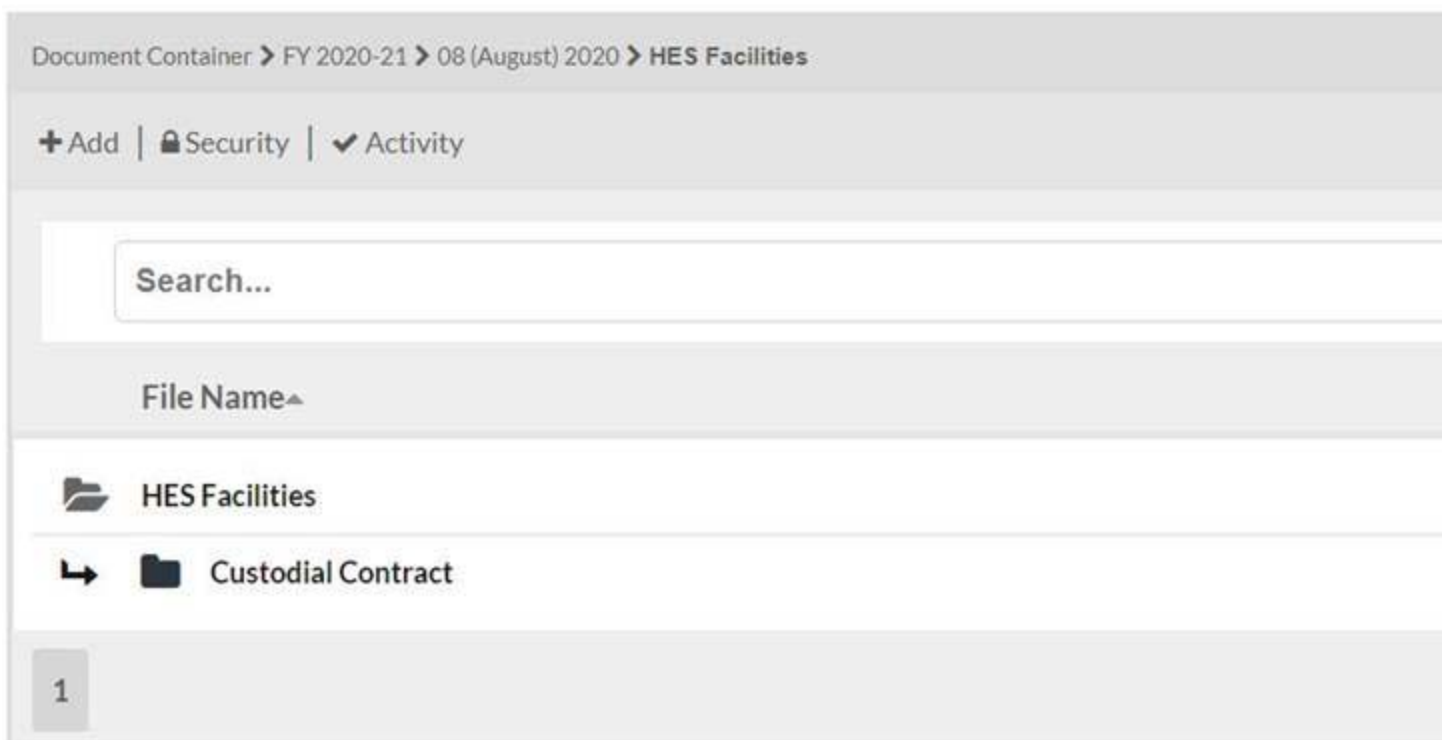 Document Container > FY 2020-21 > 08 (August) 2020 > HES Facilities
+ Add | Security | Activity
Search...
File Name
HES Facilities
Custodial Contract
1